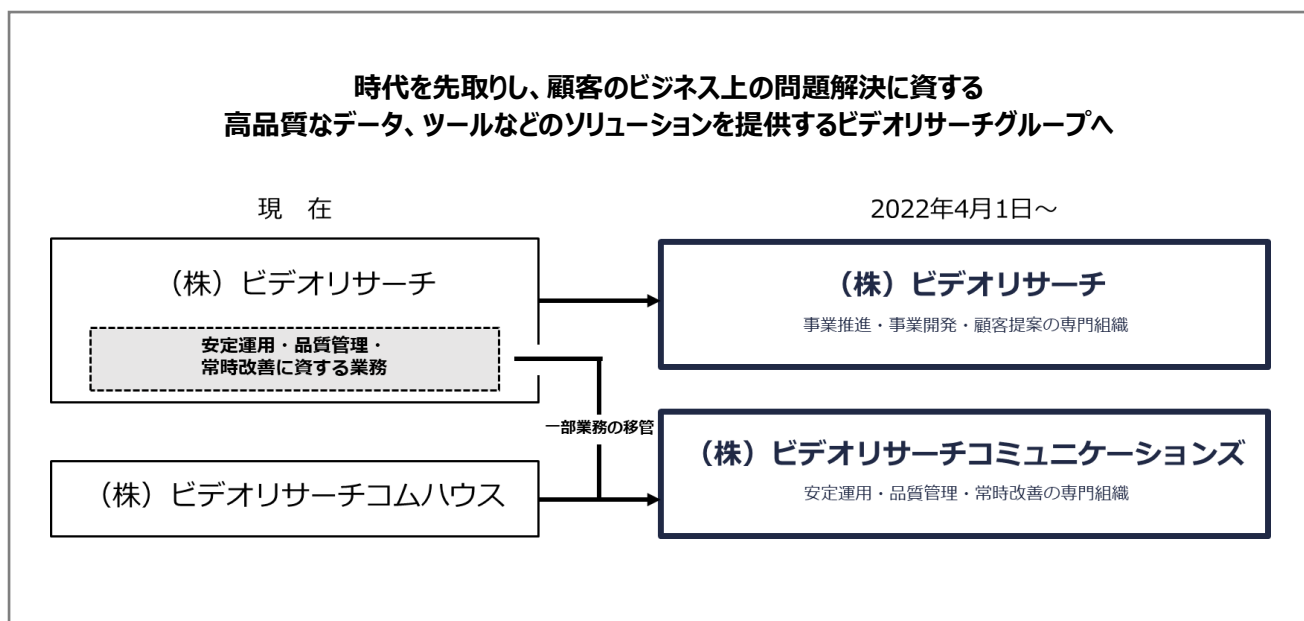 時代を先取りし、顧客のビジネス上の問題解決に資する
高品質なデータ、ツールなどのソリューションを提供するビデオリサーチグループへ
現　在
2022年4月1日～
（株）ビデオリサーチ
安定運用・品質管理・
常時改善に資する業務
（株）ビデオリサーチ
事業推進・事業開発・顧客提案の専門組織
一部業務の移管
（株）ビデオリサーチコムハウス
（株）ビデオリサーチコミュニケーションズ
安定運用・品質管理・常時改善の専門組織